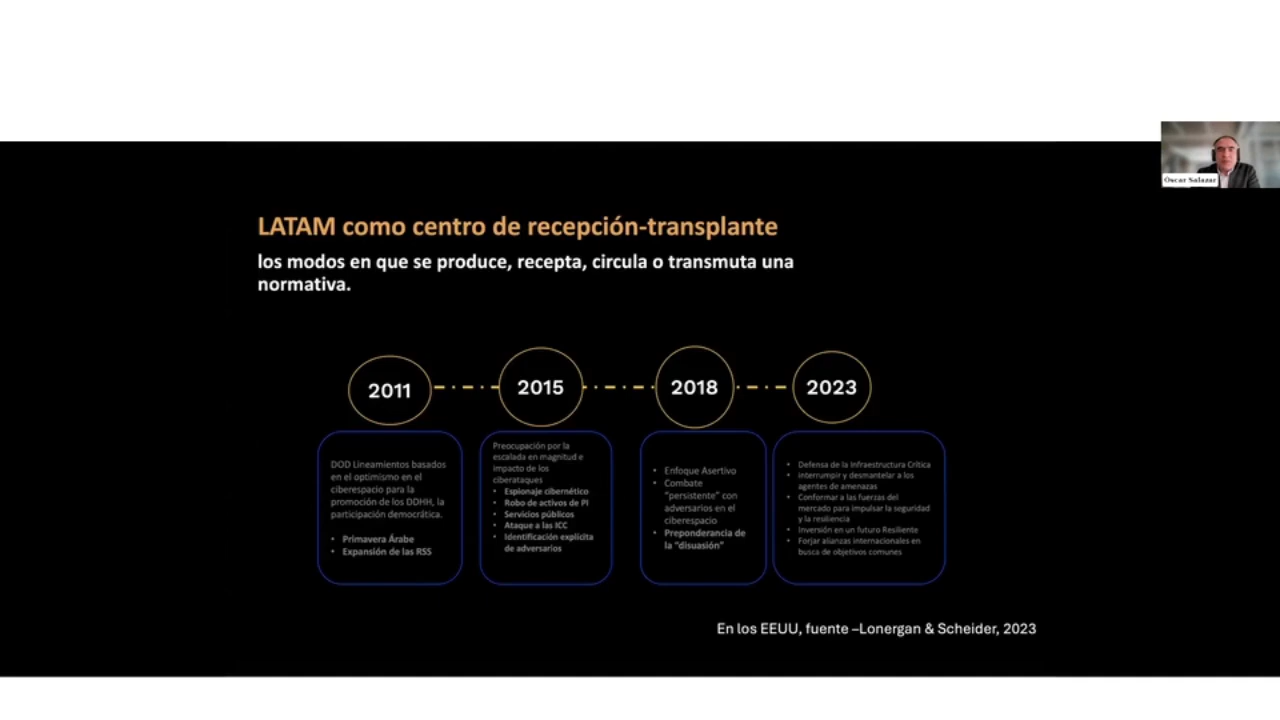 Óscar Salazar
LATAM como centro de recepción-transplante
los modos en que se produce, recepta, circula o transmuta una
normativa.
2011
2015
2018
2023
DOD Lineamientos basados
en el optimismo en el
ciberespacio para la
promoción de los DDHH, la
participación democrática.
• Primavera Árabe
• Expansión de las RSS
Preocupación por la
escalada en magnitud e
impacto de los
ciberataques
• Espionaje cibernético
• Robo de activos de PI
• Servicios públicos
• Ataque a las ICC
• Identificación explícita
de adversarios
• Enfoque Asertivo
• Combate
“persistente” con
adversarios en el
ciberespacio
• Preponderancia de
la “disuasión”
• Defensa de la Infraestructura Crítica
• interrumpir y desmantelar a los
agentes de amenazas
• Conformar a las fuerzas del
mercado para impulsar la seguridad
y la resiliencia
• Inversión en un futuro Resiliente
• Forjar alianzas internacionales en
busca de objetivos comunes
En los EEUU, fuente –Lonergan & Scheider, 2023